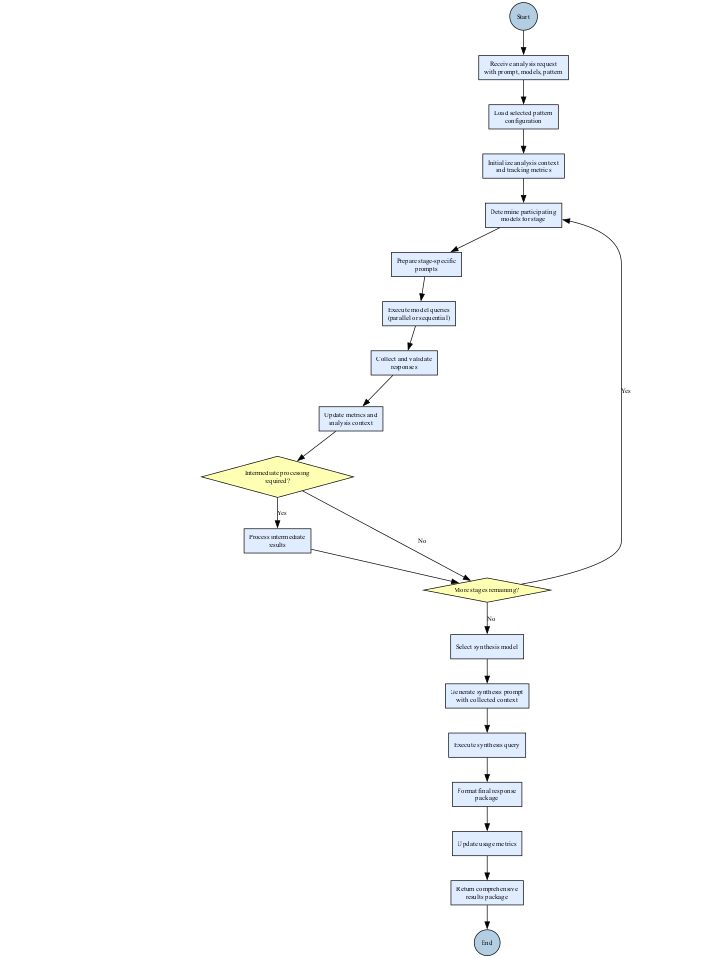 Start
Receive analysis request
with prompt, models, pattern
Load selected pattern
configuration
Initialize analysis context
and tracking metrics
Determine participating
models for stage
Prepare stage-specific
prompts
Execute model queries
(parallel or sequential)
Collect and validate
responses
Update metrics and
analysis context
Intermediate processing
required?
Yes
Process intermediate
results
No
Yes
More stages remaining?
No
Select synthesis model
Generate synthesis prompt
with collected context
Execute synthesis query
Format final response
package
Update usage metrics
Return comprehensive
results package
End